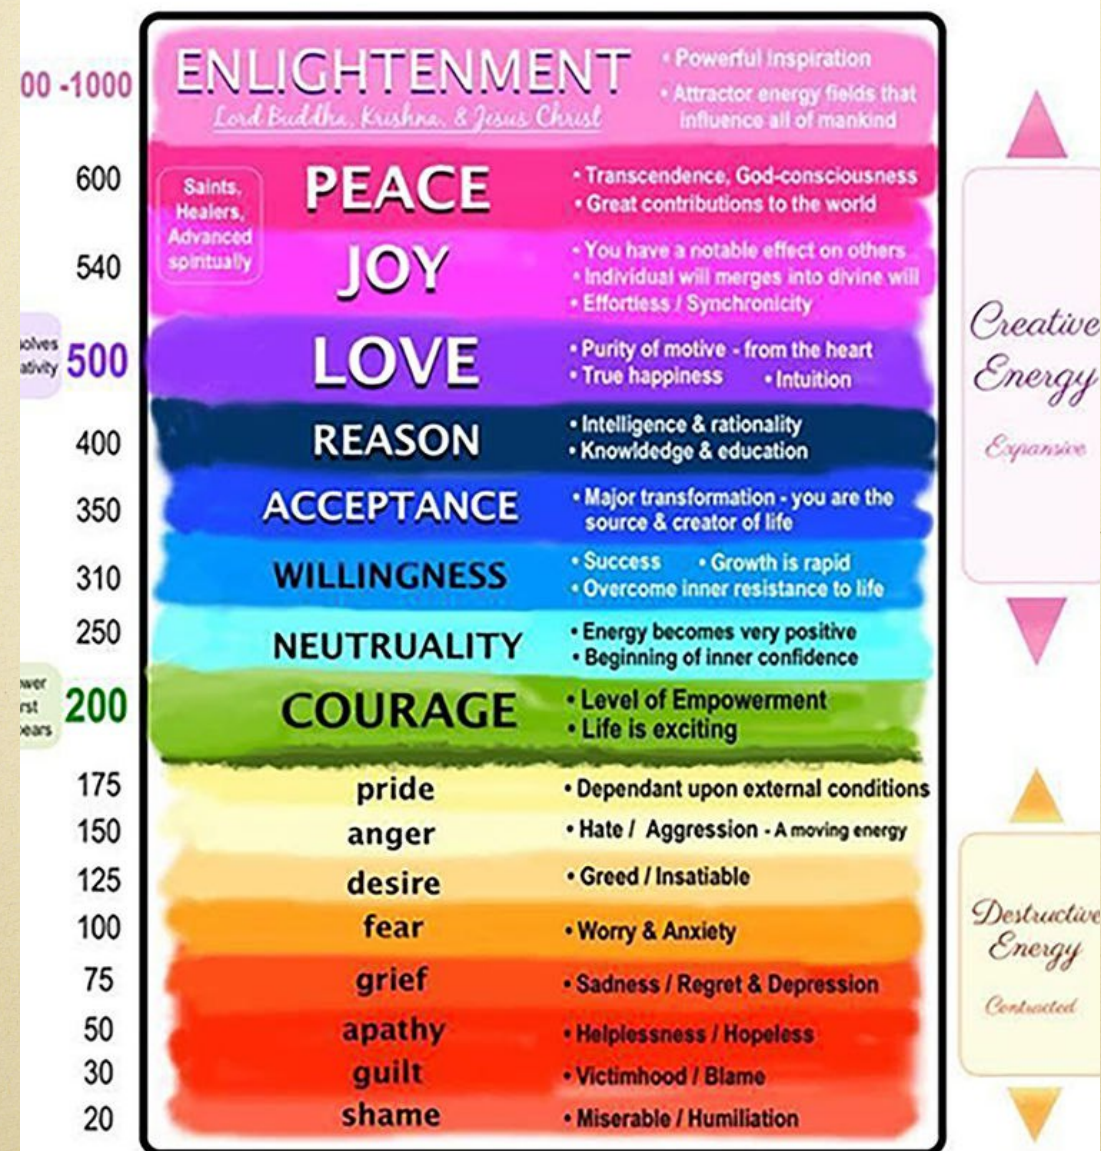 00 -1000
ENLIGHTENMENT
Lord Buddha, Krishna, & Jesus Christ
• Powerful Inspiration
• Attractor energy fields that
influence all of mankind
600
Saints,
Healers,
Advanced
spiritually
PEACE
• Transcendence, God-consciousness
• Great contributions to the world
540
JOY
• You have a notable effect on others
• Individual will merges into divine will
• Effortless / Synchronicity
olves
ativity
500
LOVE
• Purity of motive - from the heart
• True happiness • Intuition
400
REASON
• Intelligence & rationality
• Knowldedge & education
350
ACCEPTANCE
• Major transformation - you are the
source & creator of life
310
WILLINGNESS
• Success • Growth is rapid
• Overcome inner resistance to life
250
NEUTRUALITY
• Energy becomes very positive
• Beginning of inner confidence
wer
rst
ears
200
COURAGE
• Level of Empowerment
• Life is exciting
175
pride
• Dependant upon external conditions
150
anger
• Hate / Aggression - A moving energy
125
desire
• Greed / Insatiable
100
fear
• Worry & Anxiety
75
grief
• Sadness / Regret & Depression
50
apathy
• Helplessness / Hopeless
30
guilt
• Victimhood / Blame
20
shame
• Miserable / Humiliation
Creative
Energy
Expansive
Destructive
Energy
Contracted